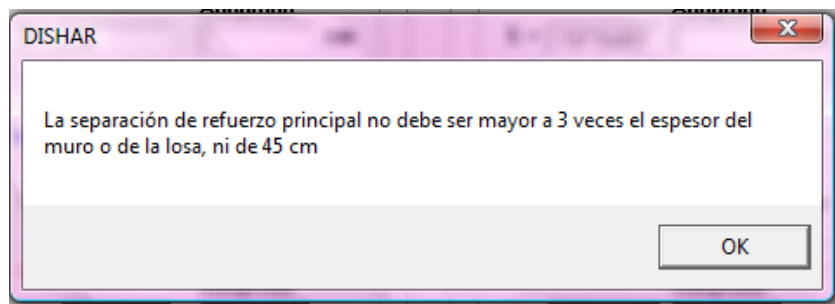 DISHAR
La separación de refuerzo principal no debe ser mayor a 3 veces el espesor del
muro o de la losa, ni de 45 cm
OK